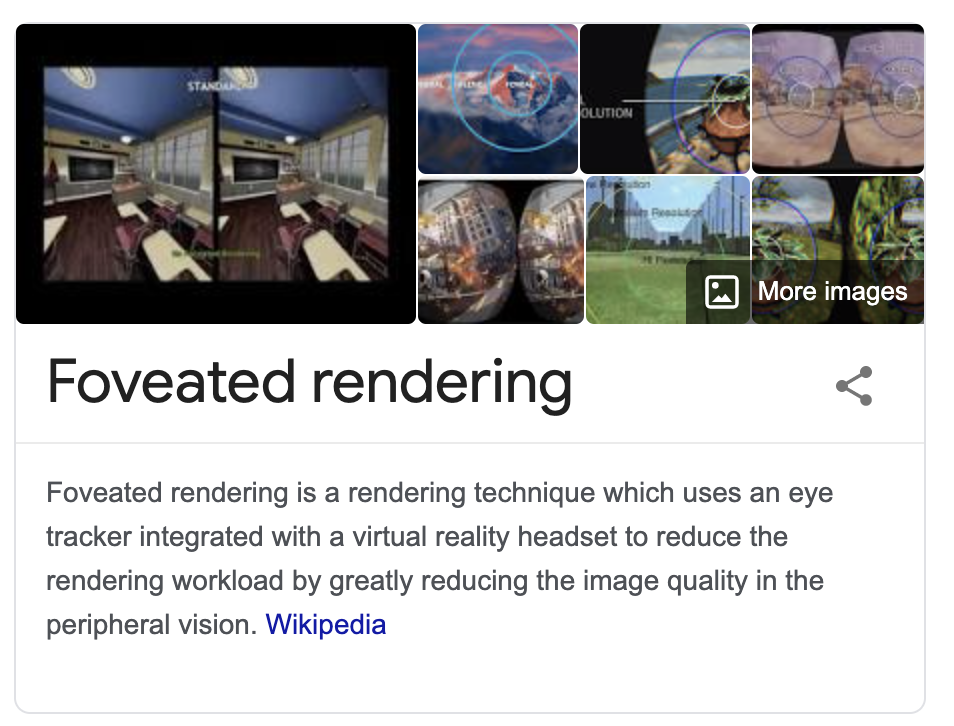 STANDARD
FOVEAL
OLUTION
More images
Foveated rendering
Foveated rendering is a rendering technique which uses an eye
tracker integrated with a virtual reality headset to reduce the
rendering workload by greatly reducing the image quality in the
peripheral vision. Wikipedia